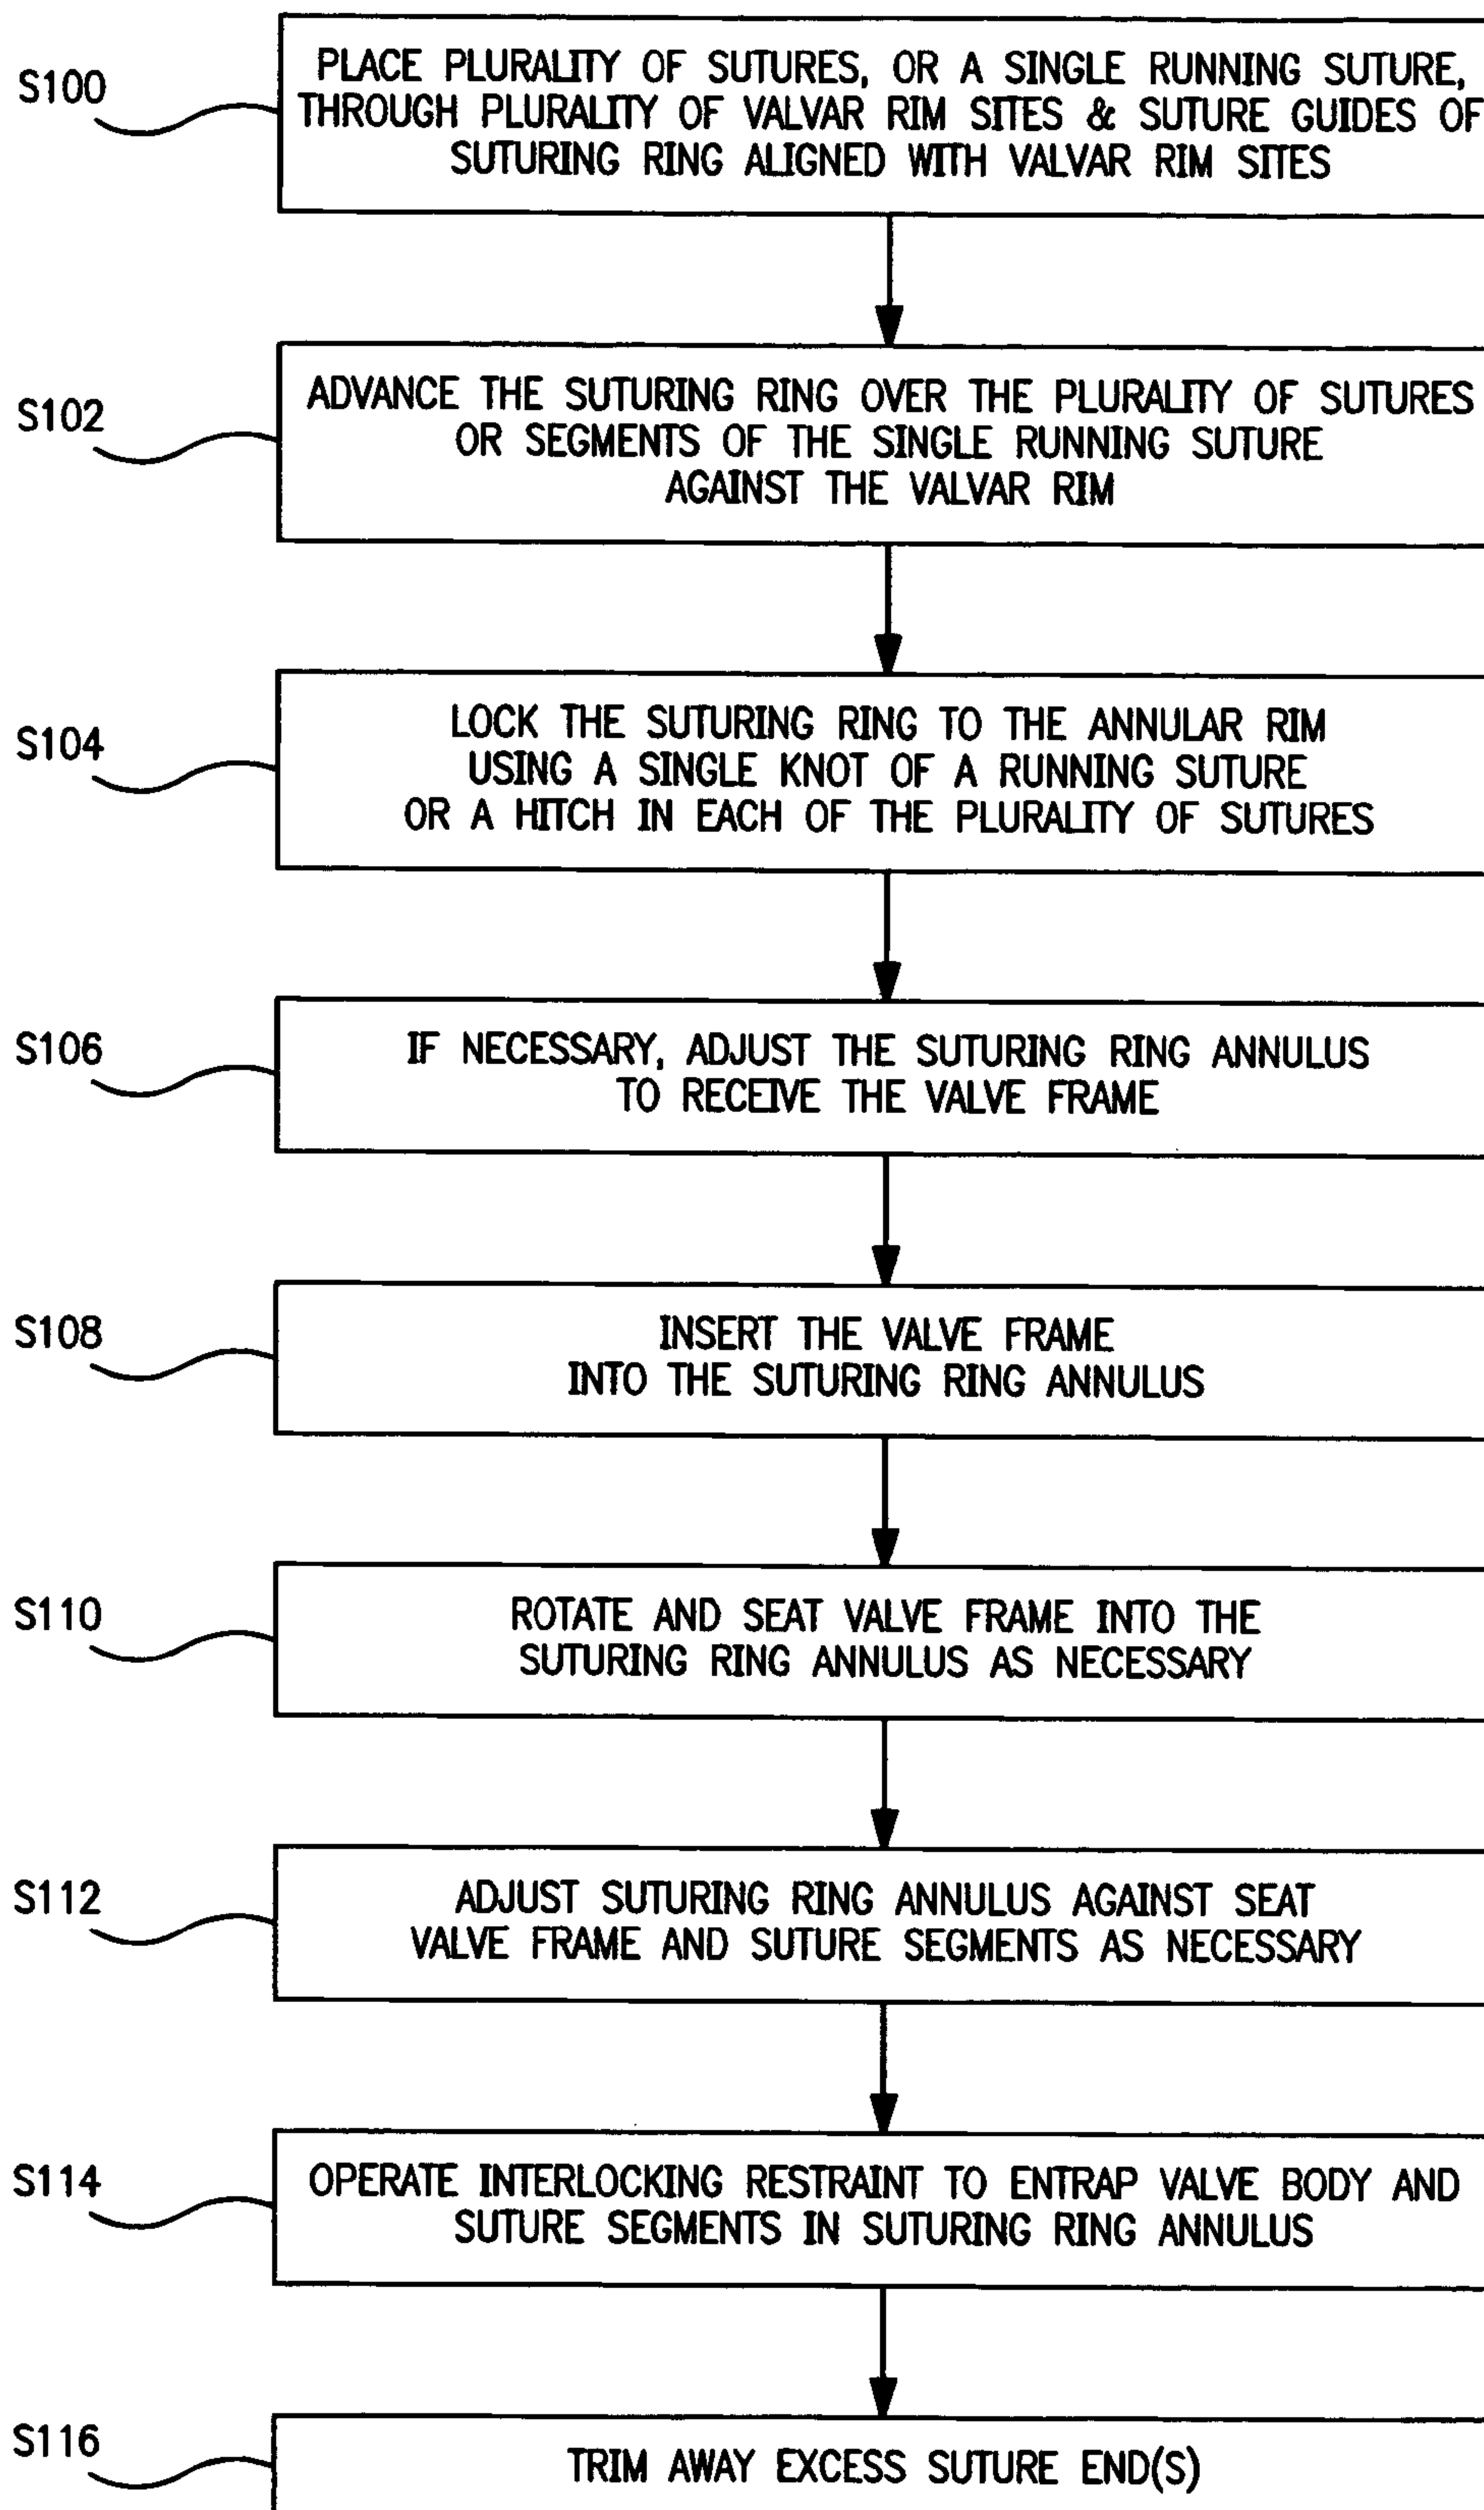 S100
PLACE PLURALITY OF SUTURES, OR A SINGLE RUNNING SUTURE,
THROUGH PLURALITY OF VALVAR RIM SITES & SUTURE GUIDES OF
SUTURING RING ALIGNED WITH VALVAR RIM SITES
S102
ADVANCE THE SUTURING RING OVER THE PLURALITY OF SUTURES
OR SEGMENTS OF THE SINGLE RUNNING SUTURE
AGAINST THE VALVAR RIM
S104
LOCK THE SUTURING RING TO THE ANNULAR RIM
USING A SINGLE KNOT OF A RUNNING SUTURE
OR A HITCH IN EACH OF THE PLURALITY OF SUTURES
S106
IF NECESSARY, ADJUST THE SUTURING RING ANNULUS
TO RECEIVE THE VALVE FRAME
S108
INSERT THE VALVE FRAME
INTO THE SUTURING RING ANNULUS
S110
ROTATE AND SEAT VALVE FRAME INTO THE
SUTURING RING ANNULUS AS NECESSARY
S112
ADJUST SUTURING RING ANNULUS AGAINST SEAT
VALVE FRAME AND SUTURE SEGMENTS AS NECESSARY
S114
OPERATE INTERLOCKING RESTRAINT TO ENTRAP VALVE BODY AND
SUTURE SEGMENTS IN SUTURING RING ANNULUS
S116
TRIM AWAY EXCESS SUTURE END(S)